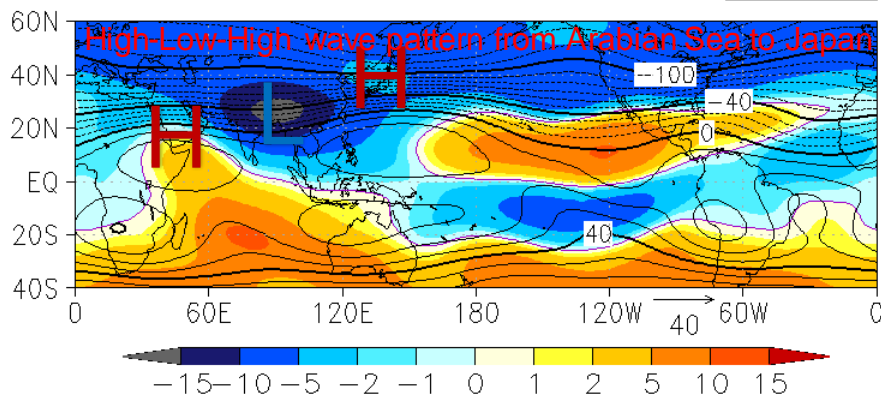 60N
High-Low-High wave pattern from Arabian Sea to Japan
H
40N
-100
L
-40
20N
H
0
EQ
20S
40
40S
0 60E 120E 180 120W 60W 0
40
-15 -10 -5 -2 -1 0 1 2 5 10 15